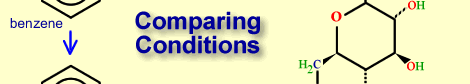 benzene
Comparing
Conditions
O
OH
H₂C
OH